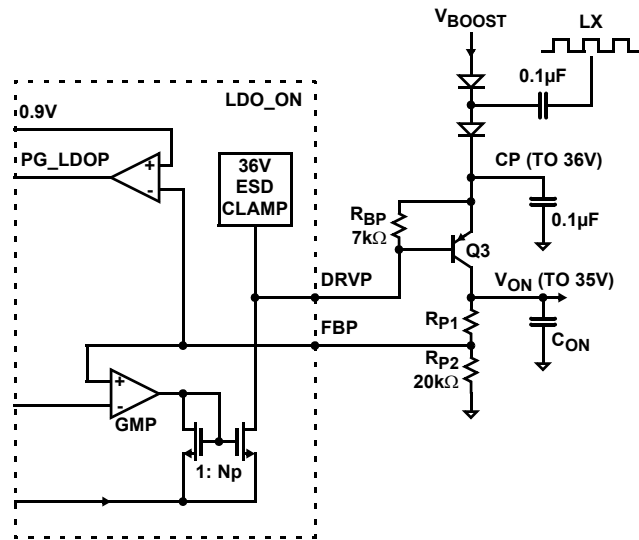 VBOOST
LX
0.1µF
LDO_ON
0.9V
PG_LDOP
+
-
36V
ESD
CLAMP
CP (TO 36V)
RBP
7kΩ
0.1µF
Q3
DRVP
VON (TO 35V)
FBP
RP1
CON
RP2
20kΩ
+
-
GMP
1: Np